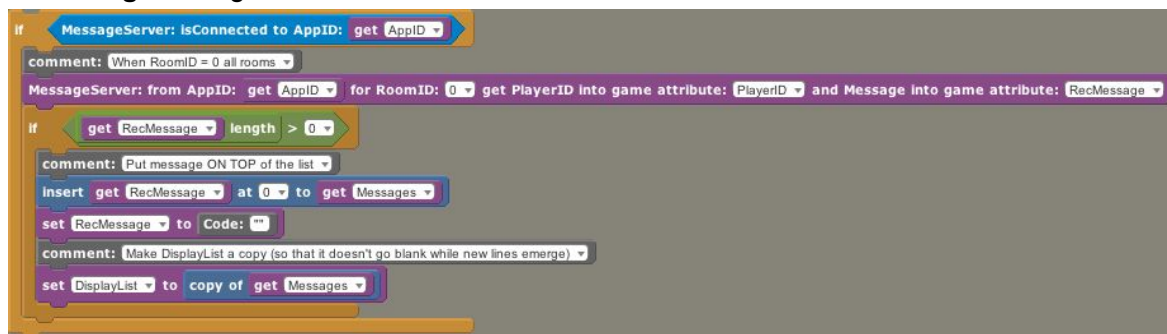 if MessageServer: isConnected to AppID: get AppID
comment: When RoomID = 0 all rooms
MessageServer: from AppID: get AppID for RoomID: 0 get PlayerID into game attribute: PlayerID and Message into game attribute: RecMessage
if get RecMessage length > 0
comment: Put message ON TOP of the list
insert get RecMessage at 0 to get Messages
set RecMessage to Code: ""
comment: Make DisplayList a copy (so that it doesn't go blank while new lines emerge)
set DisplayList to copy of get Messages